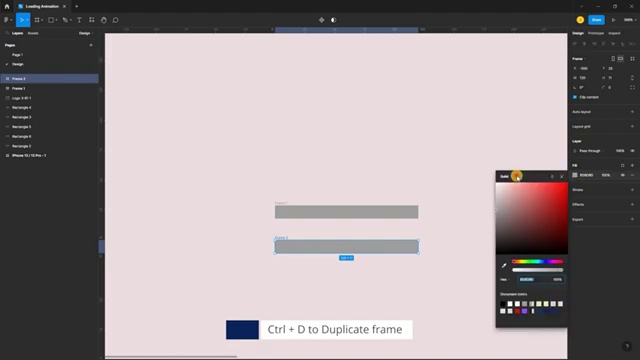 Loading Animation
Share
Layers
Assets
Design
Design
Prototype
Inspect
Pages
Page 1
Design
Frame
Frame 2
Frame 1
Rectangle 4
Rectangle 3
Rectangle 5
Rectangle 6
Rectangle 2
iPhone 13 / 13 Pro - 1
Clip content
Auto layout
Layout grid
Layer
Pass through
100%
Fill
100%
Stroke
Effects
Export
Solid
Hex
100%
Document colors
Frame 1
Frame 2
Ctrl + D to Duplicate frame